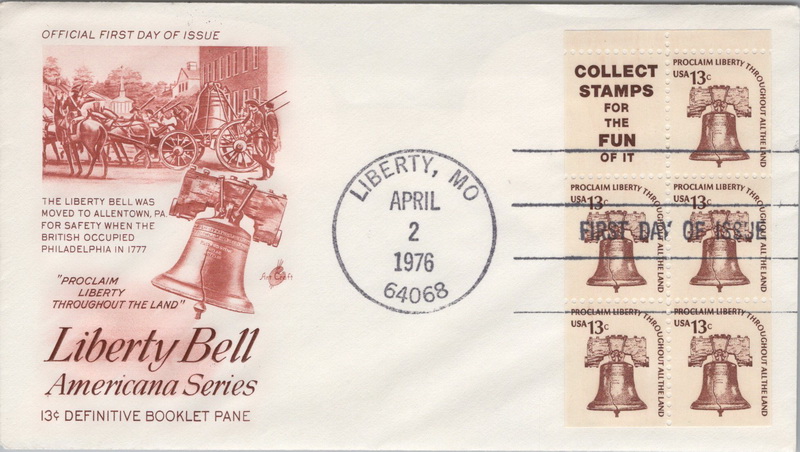 OFFICIAL FIRST DAY OF ISSUE
THE LIBERTY BELL WAS
MOVED TO ALLENTOWN, PA.
FOR SAFETY WHEN THE
BRITISH OCCUPIED
PHILADELPHIA IN 1777
"PROCLAIM
LIBERTY
THROUGHOUT THE LAND"
ArtCraft
Liberty Bell
Americana Series
13¢ DEFINITIVE BOOKLET PANE
LIBERTY, MO
APRIL
2
1976
64068
COLLECT
STAMPS
FOR
THE
FUN
OF IT
PROCLAIM LIBERTY THROUGHOUT ALL THE LAND
USA 13c
PROCLAIM LIBERTY THROUGHOUT ALL THE LAND
USA 13c
PROCLAIM LIBERTY THROUGHOUT ALL THE LAND
USA 13c
FIRST DAY OF ISSUE
PROCLAIM LIBERTY THROUGHOUT ALL THE LAND
USA 13c
PROCLAIM LIBERTY THROUGHOUT ALL THE LAND
USA 13c